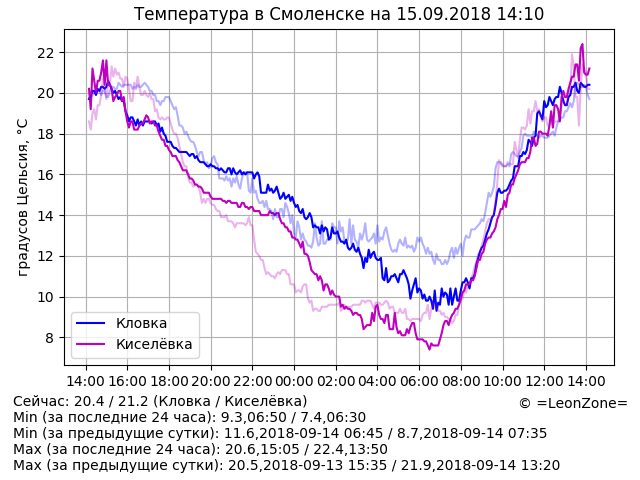 Температура в Смоленске на 15.09.2018 14:10
градусов Цельсия, °C
22
20
18
16
14
12
10
8
Кловка
Киселёвка
14:00 16:00 18:00 20:00 22:00 00:00 02:00 04:00 06:00 08:00 10:00 12:00 14:00
Сейчас: 20.4 / 21.2 (Кловка / Киселёвка)
© =LeonZone=
Min (за последние 24 часа): 9.3,06:50 / 7.4,06:30
Min (за предыдущие сутки): 11.6,2018-09-14 06:45 / 8.7,2018-09-14 07:35
Max (за последние 24 часа): 20.6,15:05 / 22.4,13:50
Max (за предыдущие сутки): 20.5,2018-09-13 15:35 / 21.9,2018-09-14 13:20